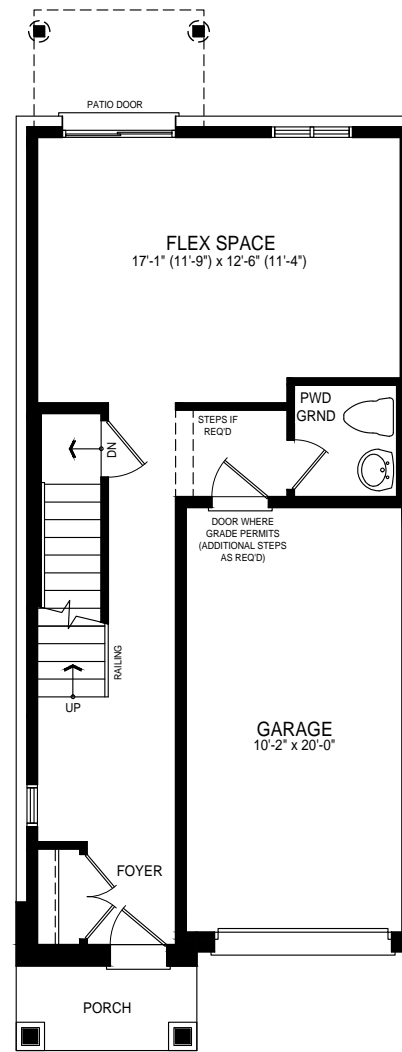 PATIO DOOR
FLEX SPACE
17'-1" (11'-9") x 12'-6" (11'-4")
PWD
GRND
STEPS IF
REQ'D
DN
DOOR WHERE
GRADE PERMITS
(ADDITIONAL STEPS
AS REQ'D)
RAILING
UP
GARAGE
10'-2" x 20'-0"
FOYER
PORCH